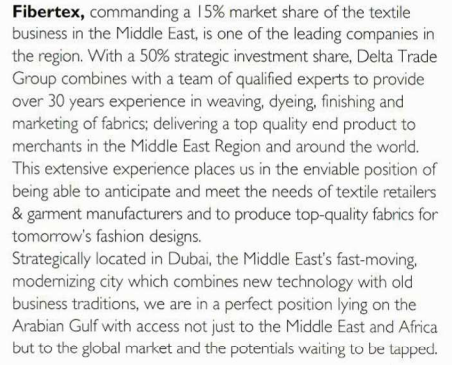 Fibertex, commanding a 15% market share of the textile
business in the Middle East, is one of the leading companies in
the region. With a 50% strategic investment share, Delta Trade
Group combines with a team of qualified experts to provide
over 30 years experience in weaving, dyeing, finishing and
marketing of fabrics; delivering a top quality end product to
merchants in the Middle East Region and around the world.
This extensive experience places us in the enviable position of
being able to anticipate and meet the needs of textile retailers
& garment manufacturers and to produce top-quality fabrics for
tomorrow's fashion designs.
Strategically located in Dubai, the Middle East's fast-moving,
modernizing city which combines new technology with old
business traditions, we are in a perfect position lying on the
Arabian Gulf with access not just to the Middle East and Africa
but to the global market and the potentials waiting to be tapped.